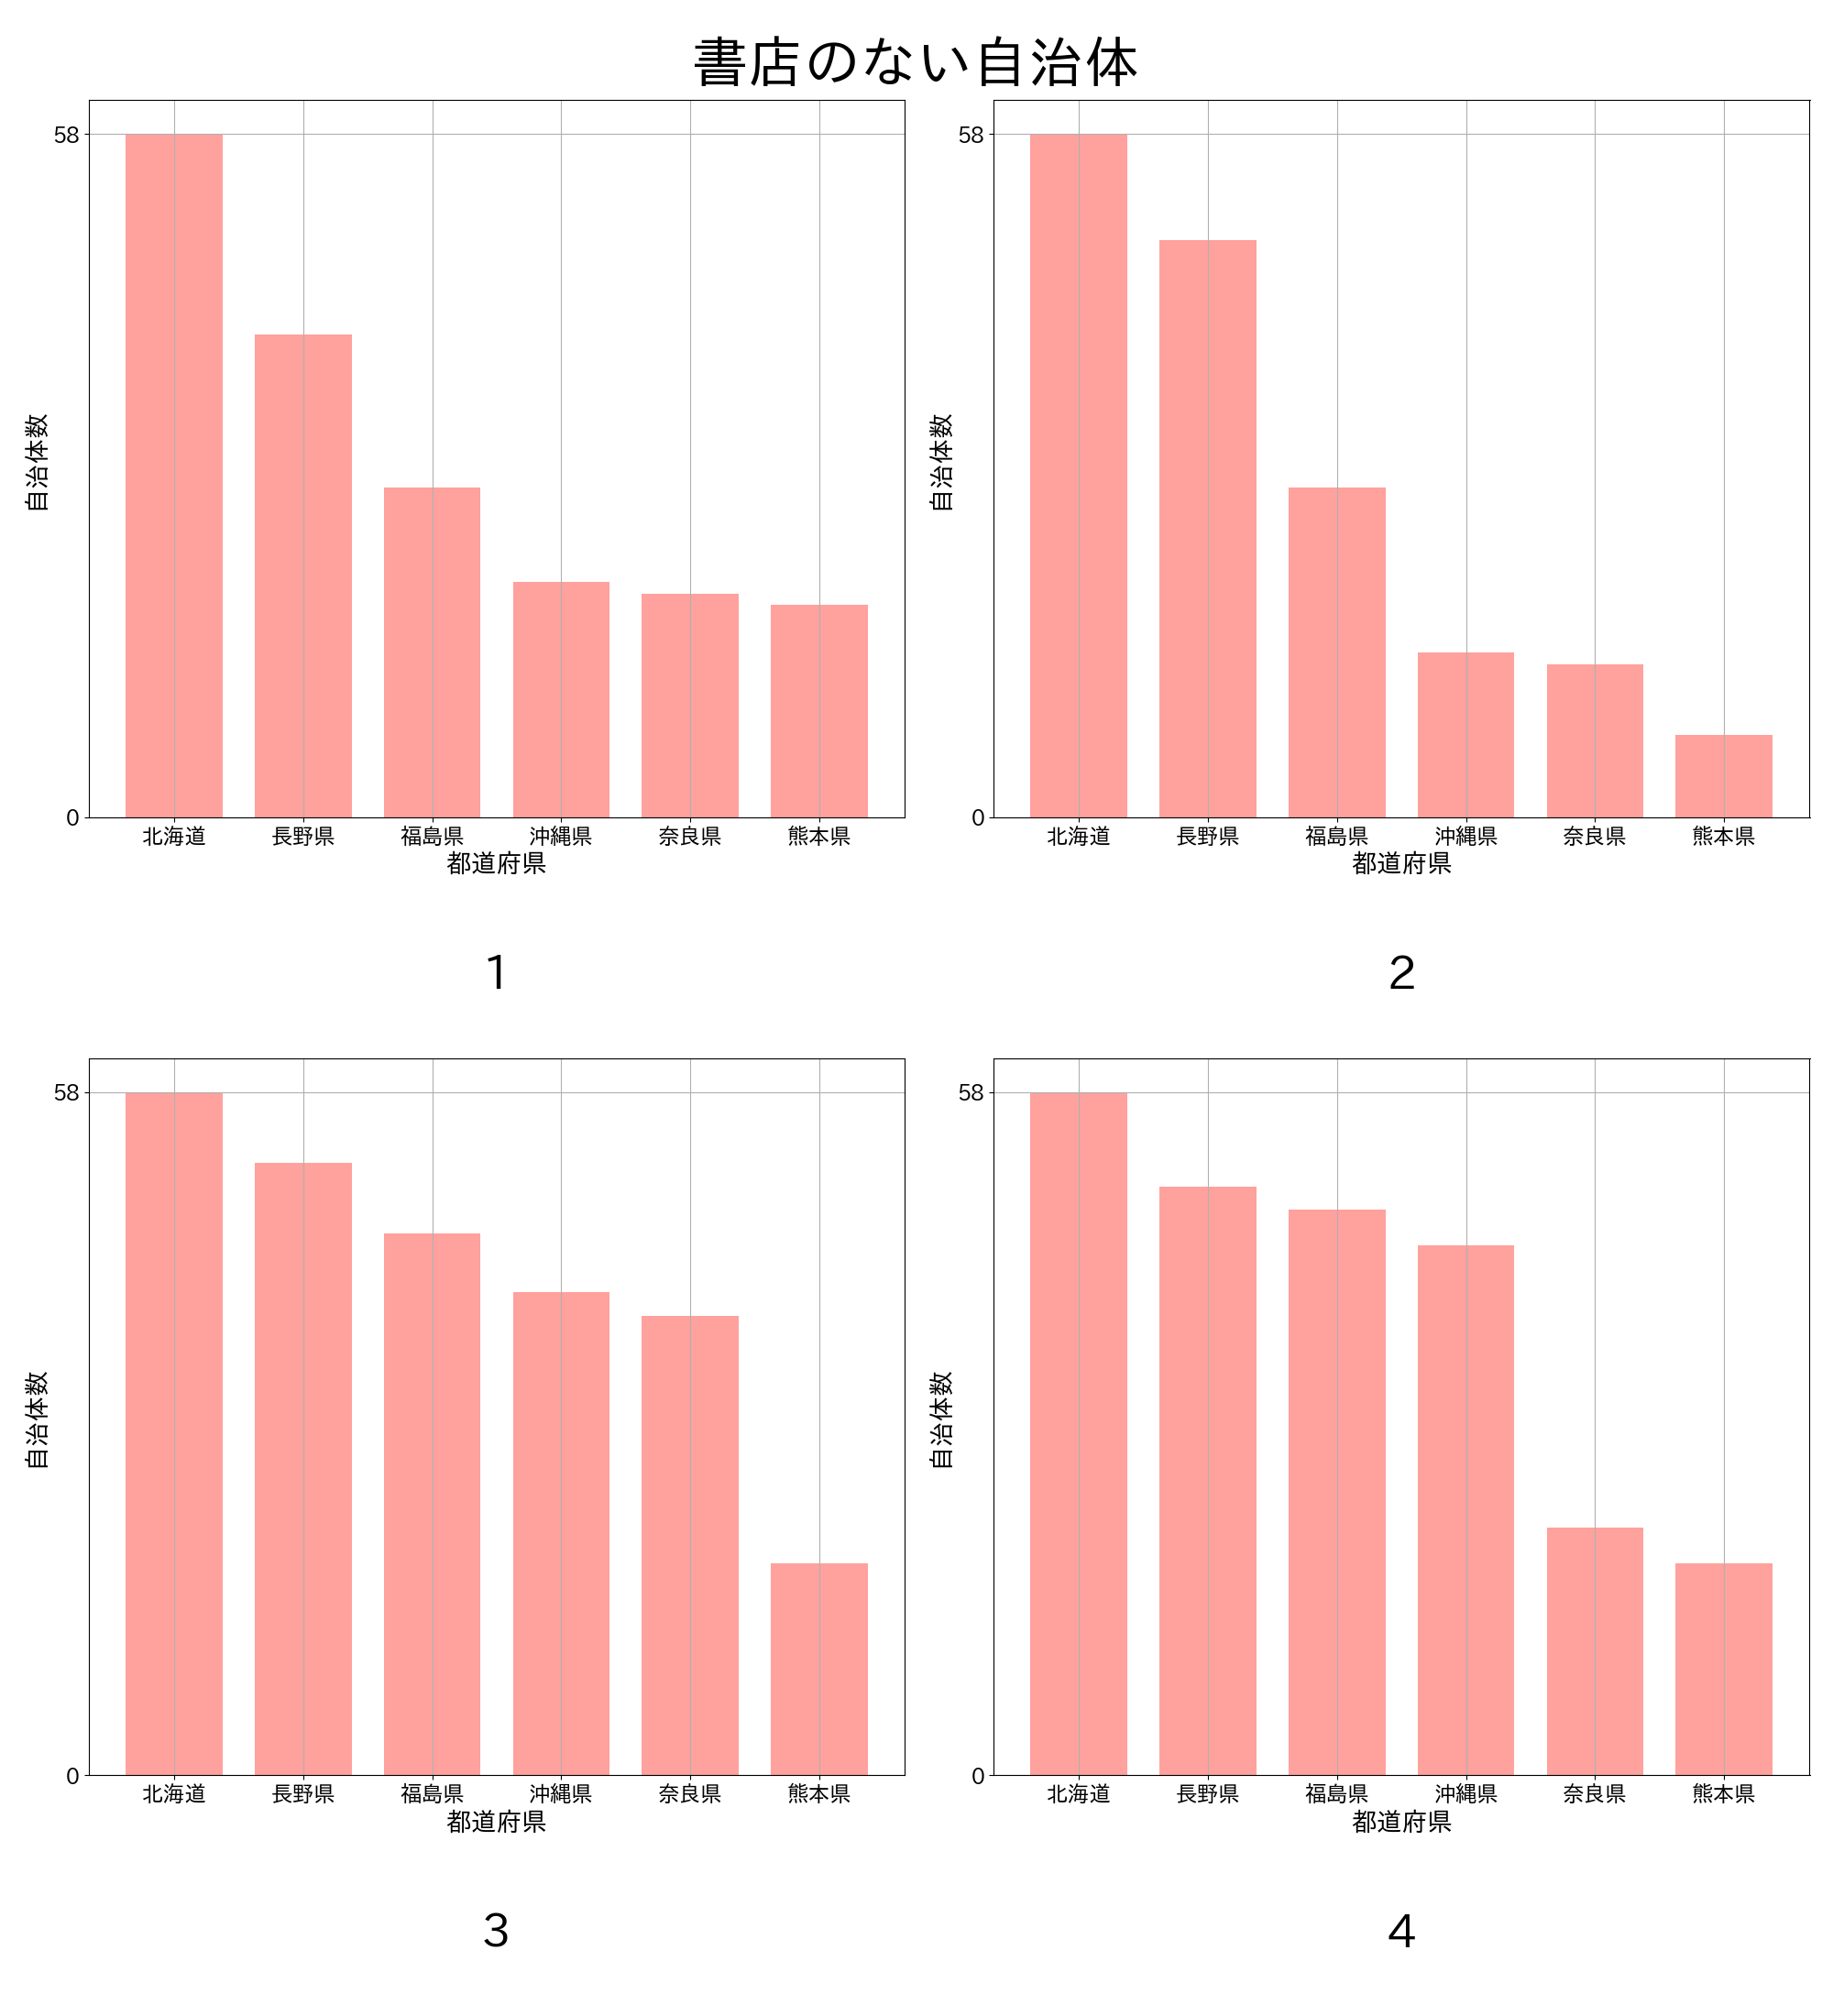 書店のない自治体
58
0
自治体数
北海道 長野県 福島県 沖縄県 奈良県 熊本県
都道府県
1
58
0
自治体数
北海道 長野県 福島県 沖縄県 奈良県 熊本県
都道府県
2
58
0
自治体数
北海道 長野県 福島県 沖縄県 奈良県 熊本県
都道府県
3
58
0
自治体数
北海道 長野県 福島県 沖縄県 奈良県 熊本県
都道府県
4